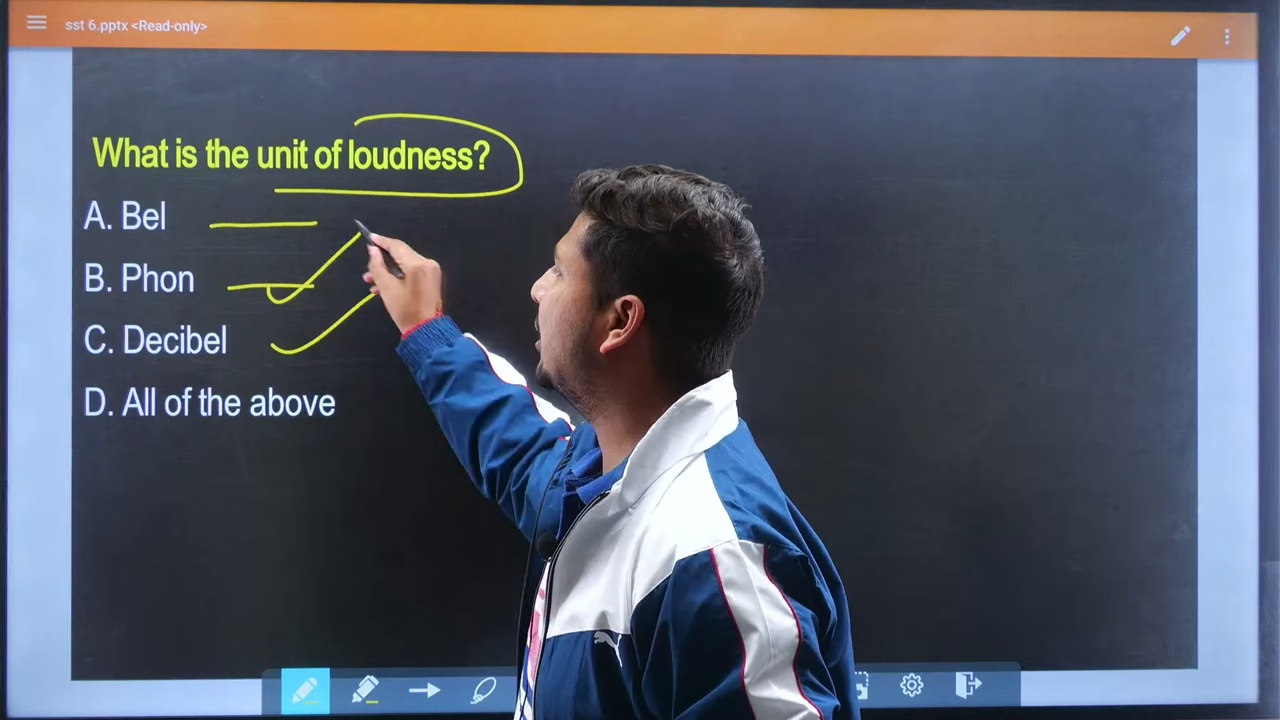 sst 6.pptx <Read-only>
What is the unit of loudness?
A. Bel
B. Phon
C. Decibel
D. All of the above